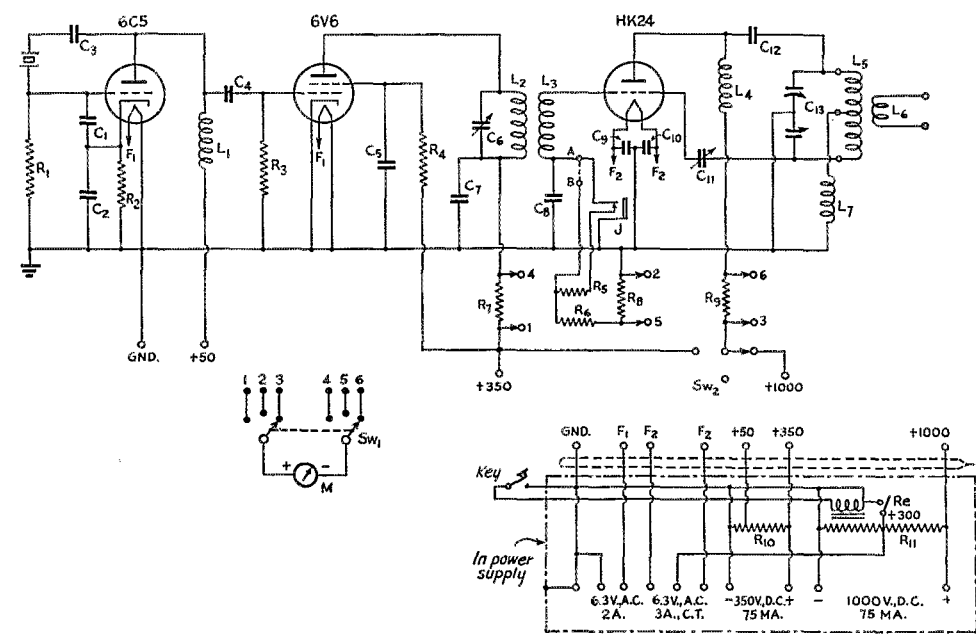 6C5 6V6 HK24
C3 C12
L5
C4 L2 L3 L4 C13 L6
C1 F1 F1 C5 R4 C6 C9 C10 C11
R1 C2 R2 L1 R3 C7 A B C8 F2 F2 J L7
4 R5 2 6
R7 R6 R8 R9
1 5 3
GND. +50 +350 Sw2 +1000
1 2 3 4 5 6
Sw1
+ − M
GND. F1 F2 F2 +50 +350 +1000
Key
Re
+300
R10 R11
In power
supply
6.3V.,A.C. 6.3V.,A.C. −350V.,D.C.+ − 1000V.,D.C. +
2A. 3A.,C.T. 75 MA. 75 MA.